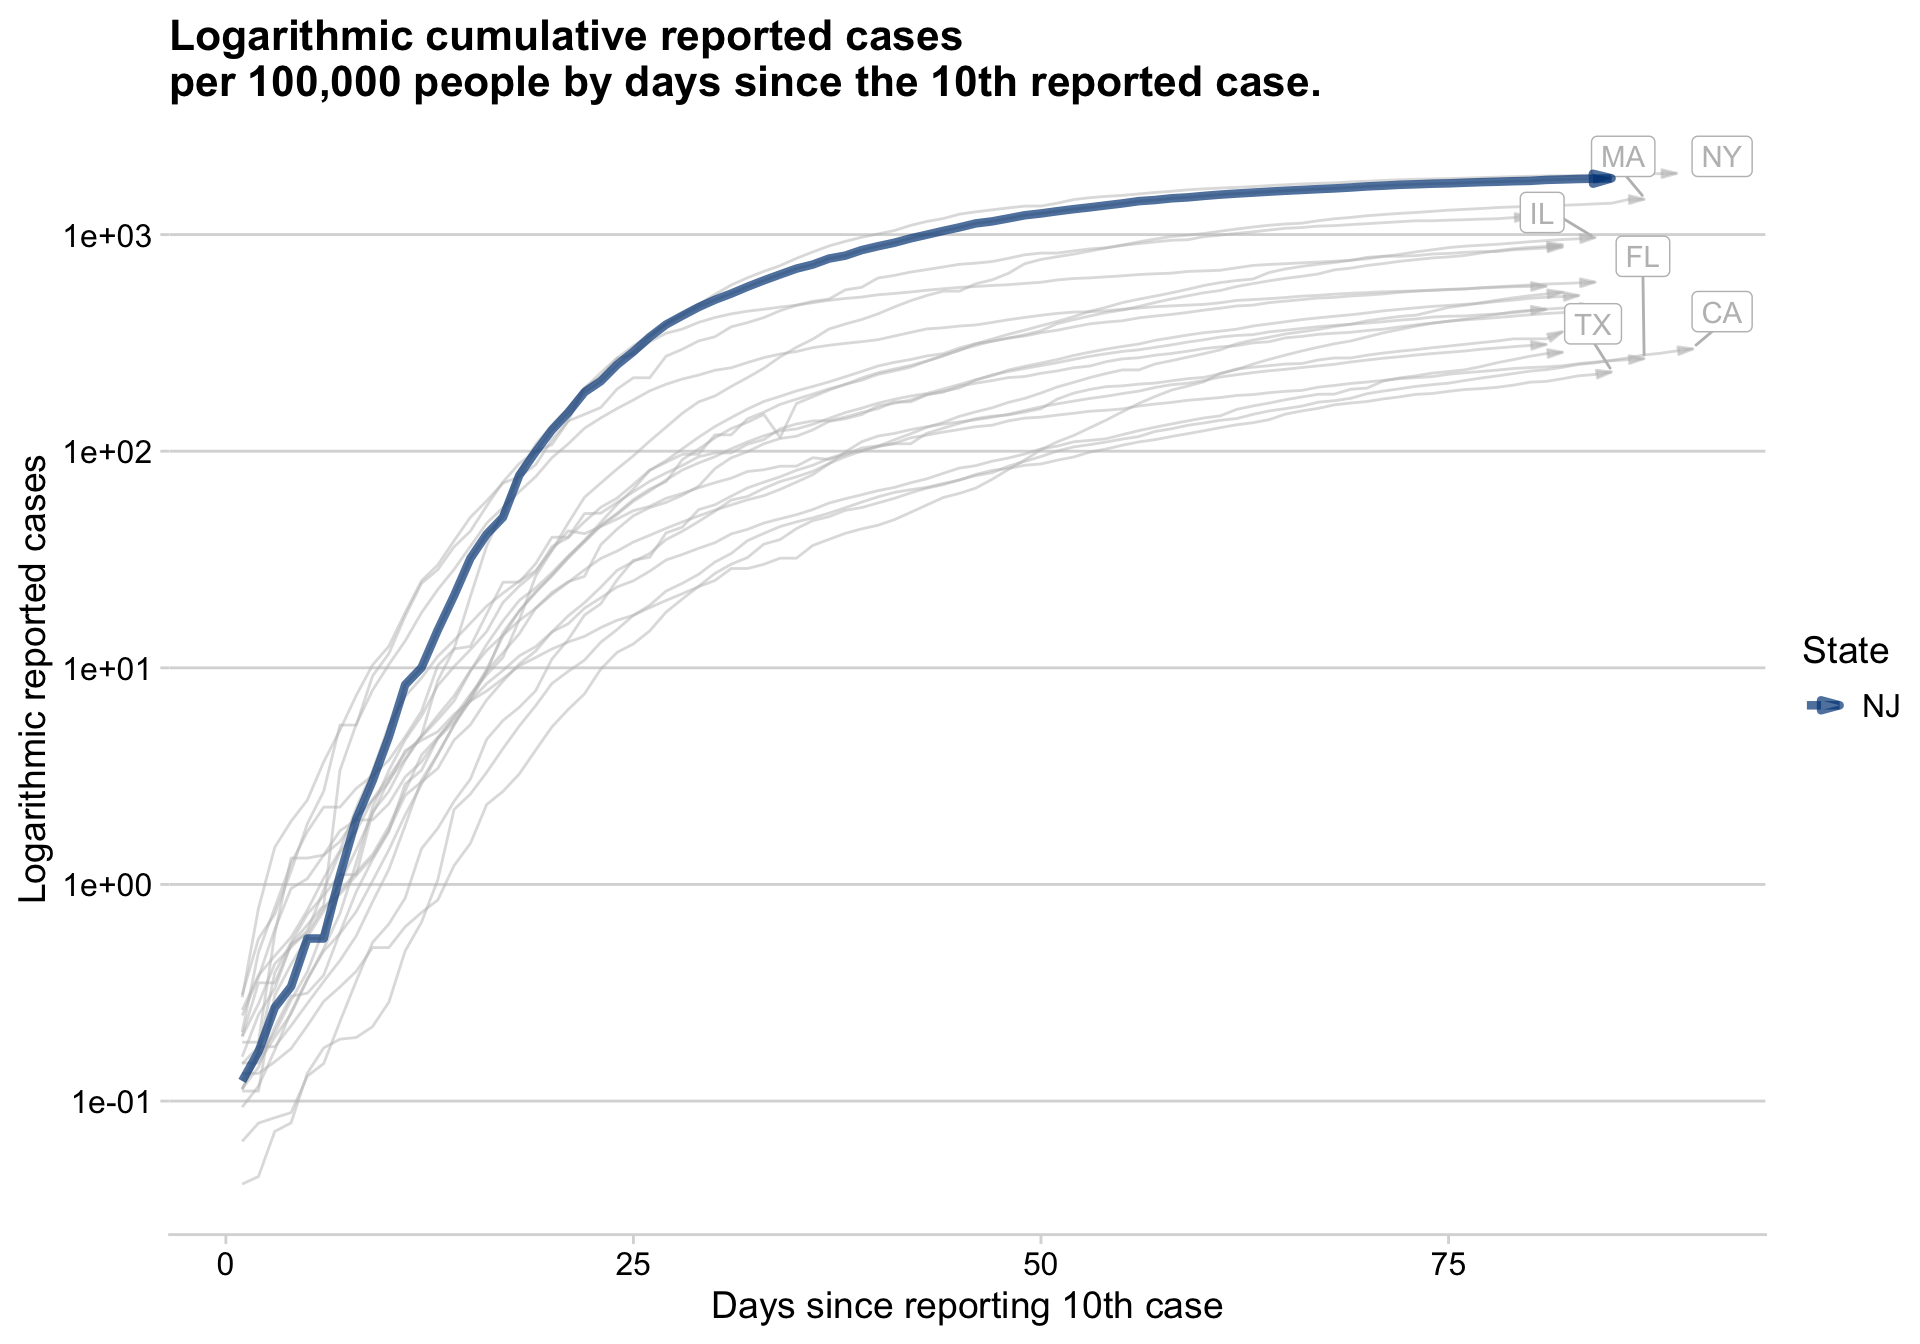 Logarithmic cumulative reported cases
per 100,000 people by days since the 10th reported case.
MA
NY
IL
FL
CA
TX
1e+03
1e+02
1e+01
1e+00
1e-01
Logarithmic reported cases
0
25
50
75
Days since reporting 10th case
State
NJ